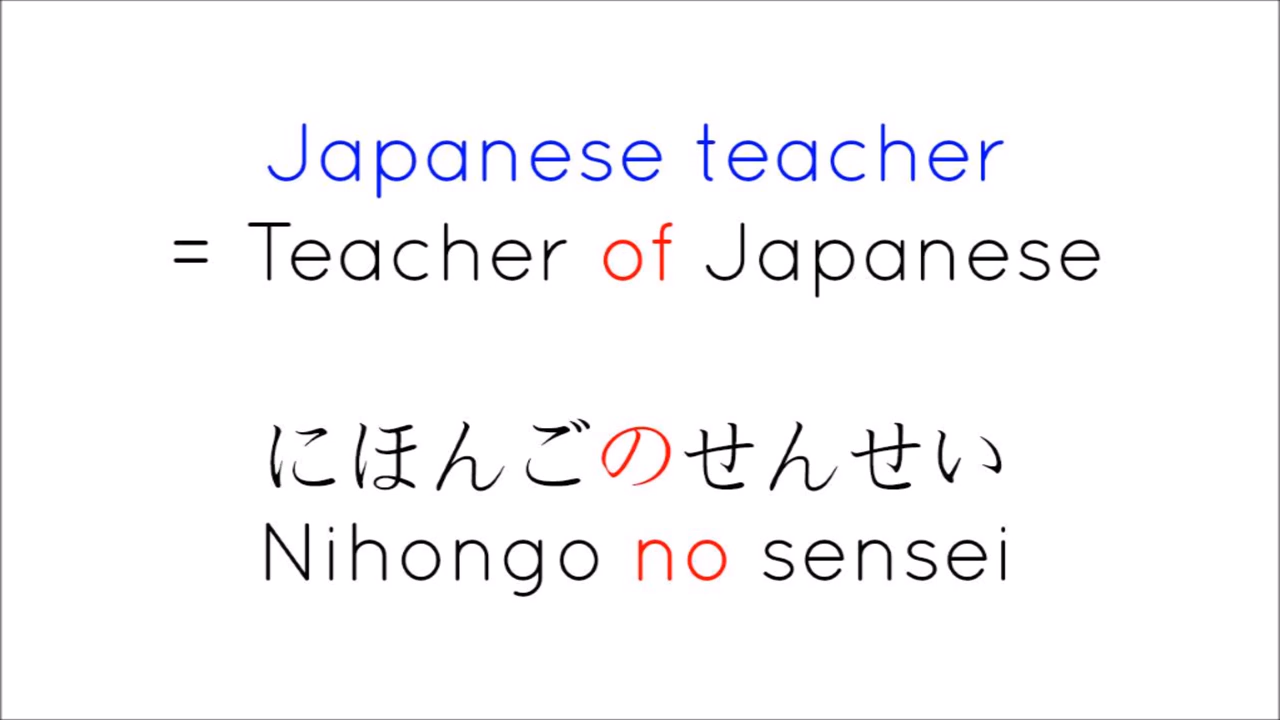 Japanese teacher
= Teacher of Japanese
にほんごのせんせい
Nihongo no sensei